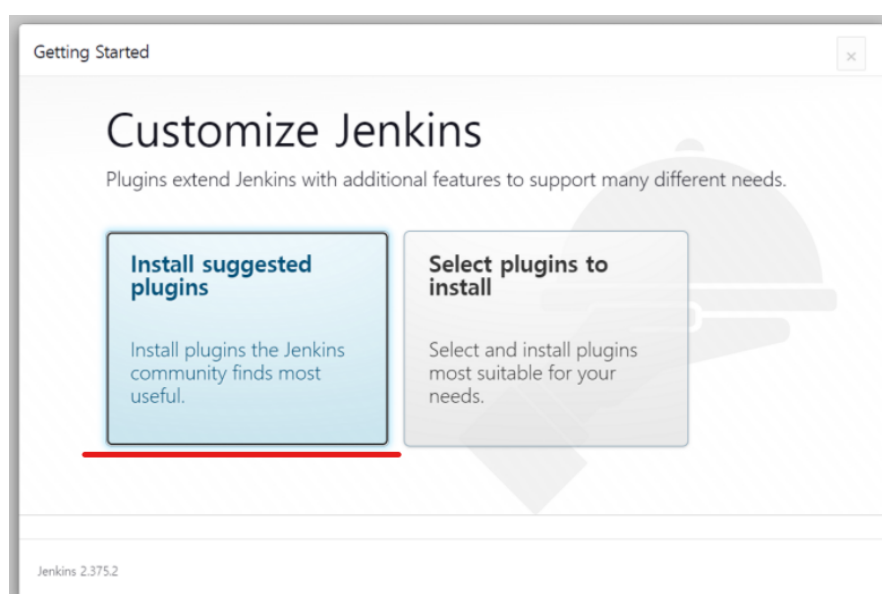 Getting Started
×
Customize Jenkins
Plugins extend Jenkins with additional features to support many different needs.
Install suggested
plugins
Install plugins the Jenkins
community finds most
useful.
Select plugins to
install
Select and install plugins
most suitable for your
needs.
Jenkins 2.375.2